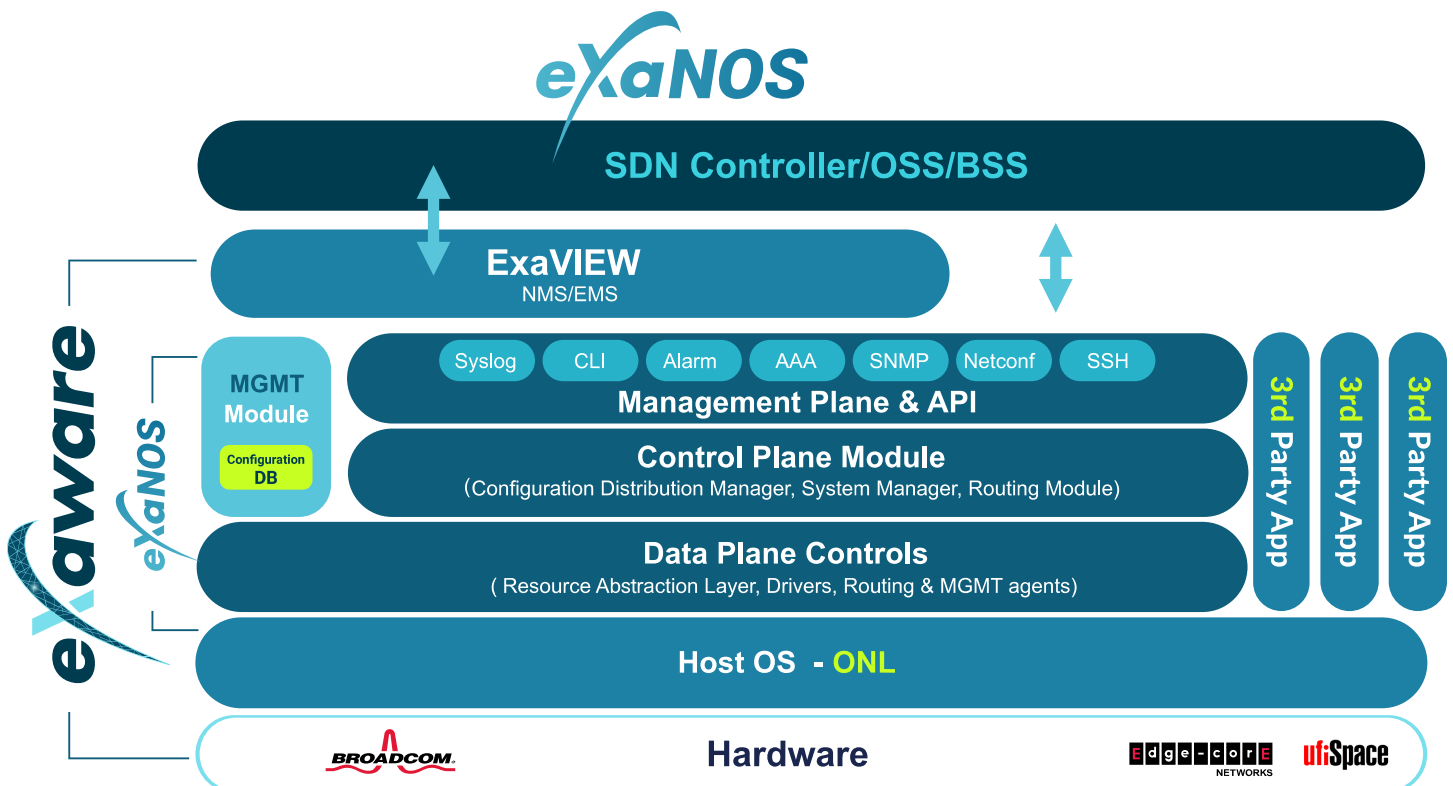 eXaNOS
SDN Controller/OSS/BSS
ExaVIEW
NMS/EMS
eXaware
eXaNOS
MGMT
Module
Configuration
DB
Syslog CLI Alarm AAA SNMP Netconf SSH
Management Plane & API
Control Plane Module
(Configuration Distribution Manager, System Manager, Routing Module)
Data Plane Controls
( Resource Abstraction Layer, Drivers, Routing & MGMT agents)
3rd Party App
3rd Party App
3rd Party App
Host OS - ONL
BROADCOM.
Hardware
Edge-corE
NETWORKS
ufiSpace